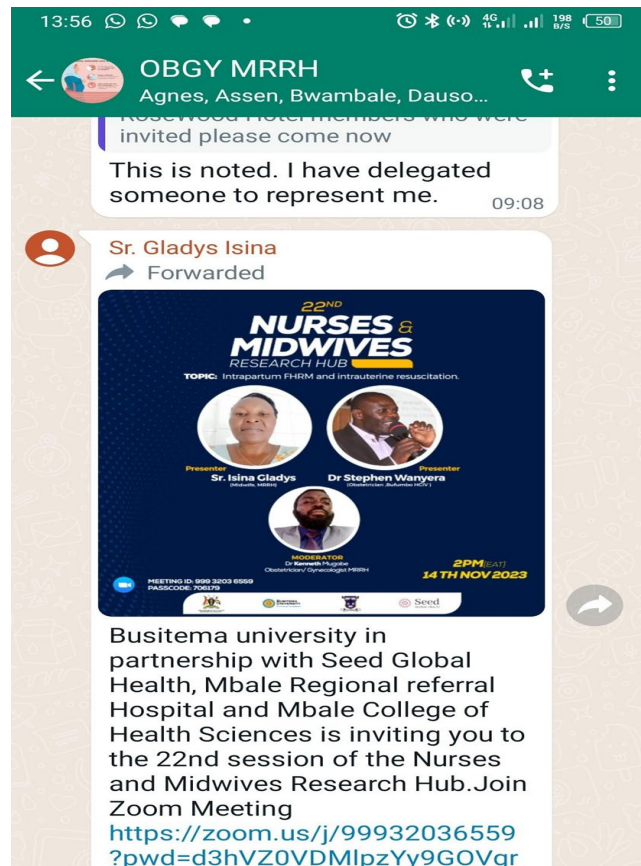 13:56
4G
198
B/S
50
OBGY MRRH
Agnes, Assen, Bwambale, Dauso...
RoseWood Hotel members who were
invited please come now
This is noted. I have delegated
someone to represent me.
09:08
Sr. Gladys Isina
Forwarded
22ND
NURSES &
MIDWIVES
RESEARCH HUB
TOPIC: Intrapartum FHRM and intrauterine resuscitation.
Presenter
Sr. Isina Gladys
(Midwife, MRRH)
Presenter
Dr Stephen Wanyera
(Obstetrician ,Bufumbo HCIV )
MODERATOR
Dr Kenneth Mugabe
Obstetrician/ Gynecologist MRRH
2PM(EAT)
14TH NOV 2023
MEETING ID: 999 3203 6559
PASSCODE: 706179
BUSITEMA
UNIVERSITY
Seed
Busitema university in
partnership with Seed Global
Health, Mbale Regional referral
Hospital and Mbale College of
Health Sciences is inviting you to
the 22nd session of the Nurses
and Midwives Research Hub.Join
Zoom Meeting
https://zoom.us/j/99932036559
?pwd=d3hVZ0VDMlpzYy9GOVgr